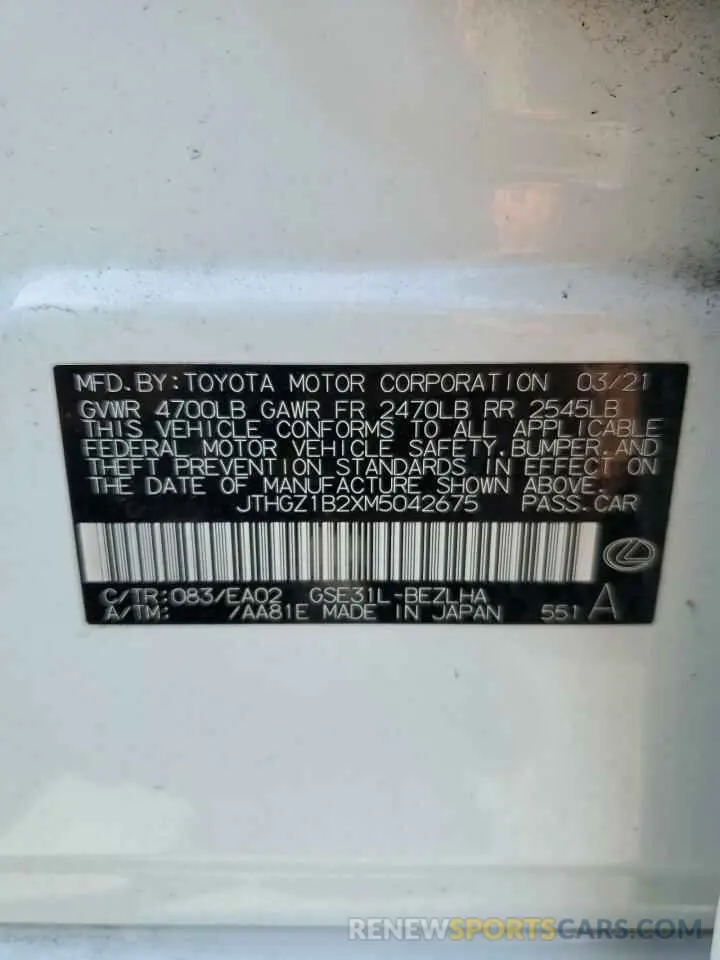 MFD.BY:TOYOTA MOTOR CORPORATION 03/21
GVWR 4700LB GAWR FR 2470LB RR 2545LB
THIS VEHICLE CONFORMS TO ALL APPLICABLE
FEDERAL MOTOR VEHICLE SAFETY,BUMPER,AND
THEFT PREVENTION STANDARDS IN EFFECT ON
THE DATE OF MANUFACTURE SHOWN ABOVE.
JTHGZ1B2XM5042675 PASS.CAR
C/TR:083/EA02 GSE31L-BEZLHA
A/TM: /AA81E MADE IN JAPAN 551 A
RENEWSPORTSCARS.COM